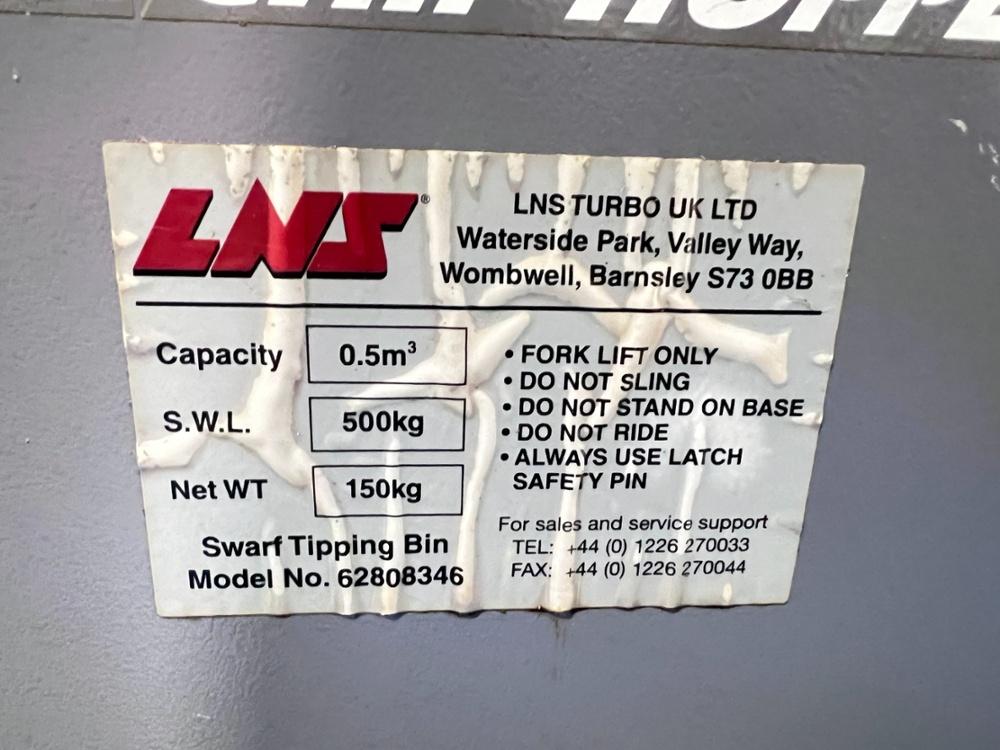 LNS®
LNS TURBO UK LTD
Waterside Park, Valley Way,
Wombwell, Barnsley S73 0BB
Capacity 0.5m³
S.W.L. 500kg
Net WT 150kg
Swarf Tipping Bin
Model No. 62808346
• FORK LIFT ONLY
• DO NOT SLING
• DO NOT STAND ON BASE
• DO NOT RIDE
• ALWAYS USE LATCH
SAFETY PIN
For sales and service support
TEL: +44 (0) 1226 270033
FAX: +44 (0) 1226 270044